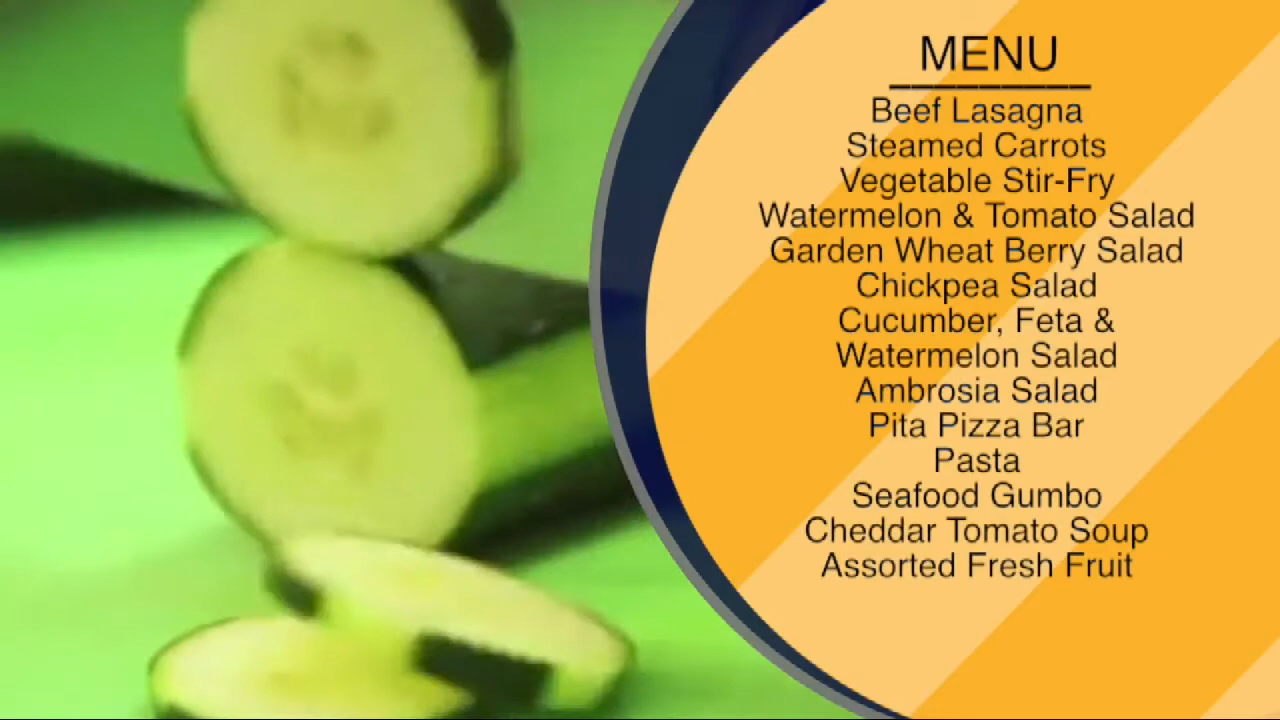 MENU
Beef Lasagna
Steamed Carrots
Vegetable Stir-Fry
Watermelon & Tomato Salad
Garden Wheat Berry Salad
Chickpea Salad
Cucumber, Feta &
Watermelon Salad
Ambrosia Salad
Pita Pizza Bar
Pasta
Seafood Gumbo
Cheddar Tomato Soup
Assorted Fresh Fruit